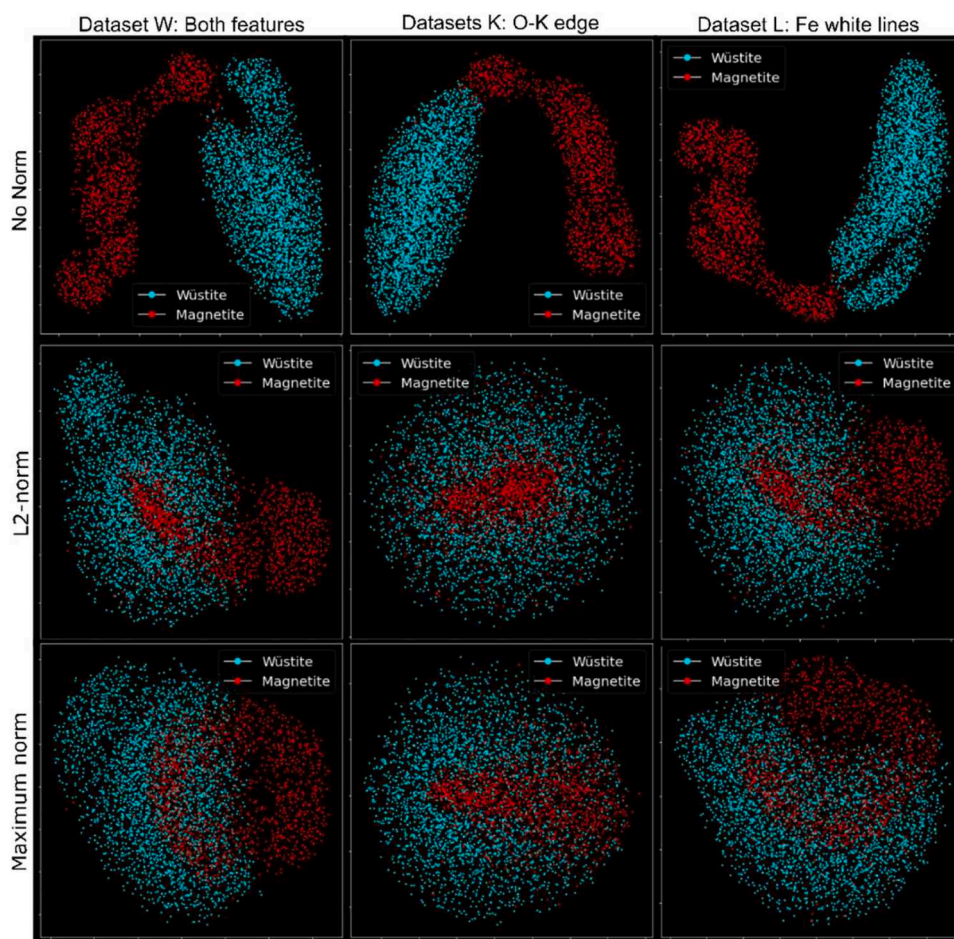 Dataset W: Both features
Datasets K: O-K edge
Dataset L: Fe white lines
No Norm
Wüstite
Magnetite
Wüstite
Magnetite
Wüstite
Magnetite
L2-norm
Wüstite
Magnetite
Wüstite
Magnetite
Wüstite
Magnetite
Maximum norm
Wüstite
Magnetite
Wüstite
Magnetite
Wüstite
Magnetite